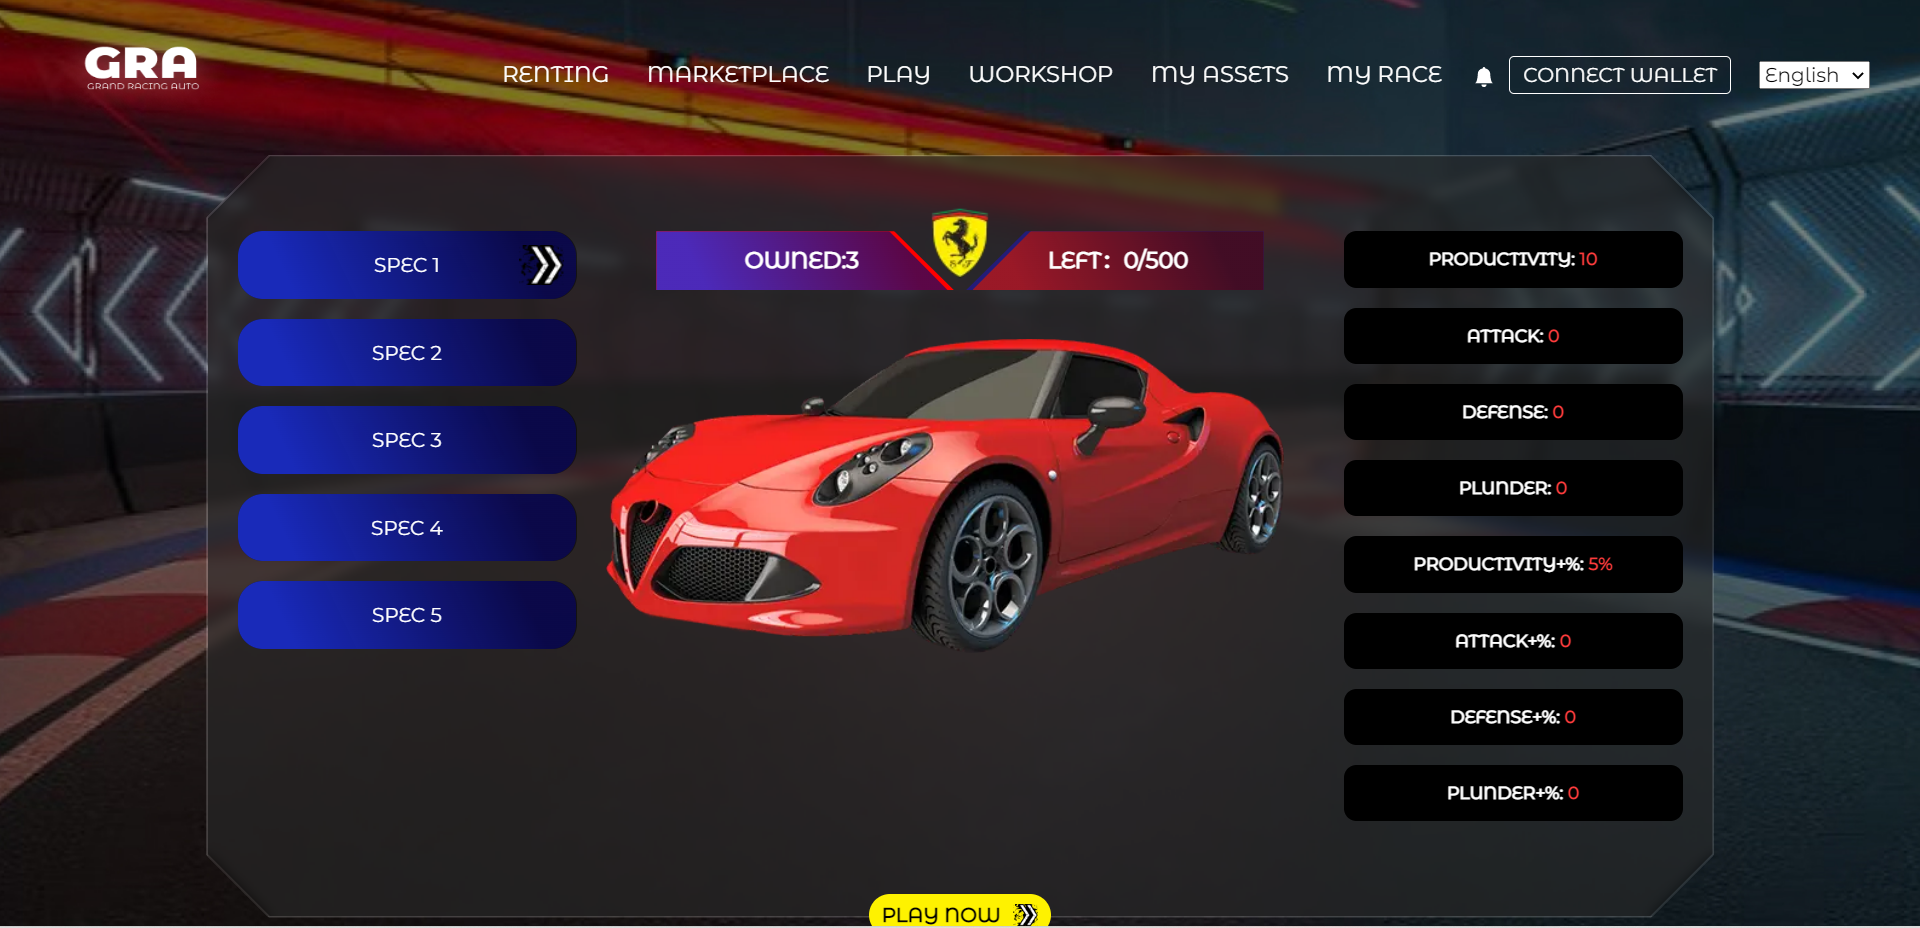 GRA
GRAND RACING AUTO
RENTING
MARKETPLACE
PLAY
WORKSHOP
MY ASSETS
MY RACE
CONNECT WALLET
English
SPEC 1
SPEC 2
SPEC 3
SPEC 4
SPEC 5
OWNED:3
LEFT: 0/500
PRODUCTIVITY: 10
ATTACK: 0
DEFENSE: 0
PLUNDER: 0
PRODUCTIVITY+%: 5%
ATTACK+%: 0
DEFENSE+%: 0
PLUNDER+%: 0
PLAY NOW